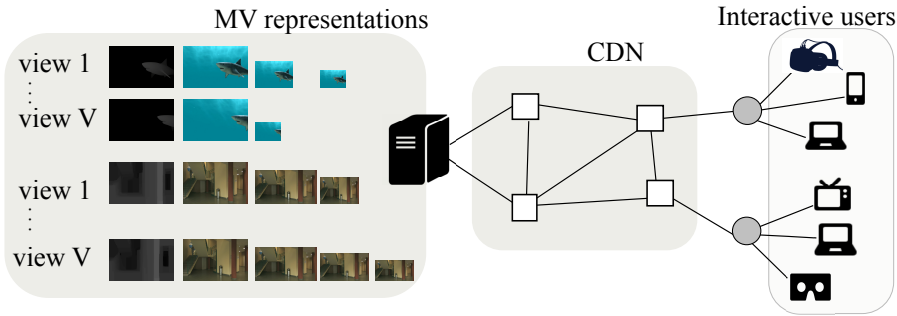 MV representations
Interactive users
CDN
view 1
view V
view 1
view V